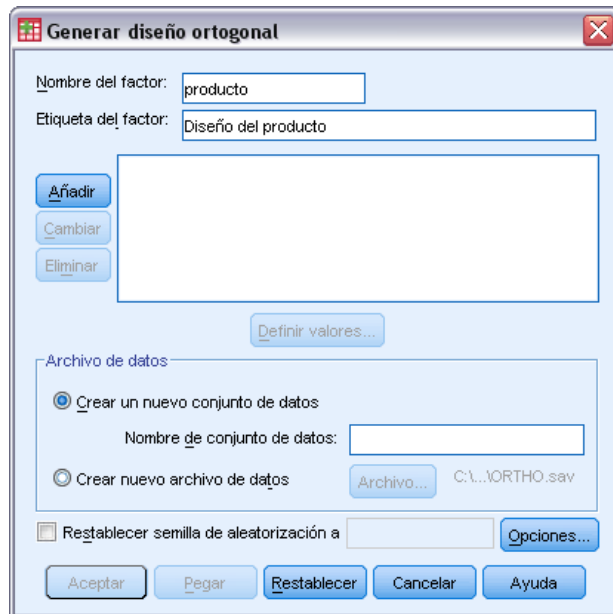 Generar diseño ortogonal
Nombre del factor: producto
Etiqueta del factor: Diseño del producto
Añadir
Cambiar
Eliminar
Definir valores...
Archivo de datos
Crear un nuevo conjunto de datos
Nombre de conjunto de datos:
Crear nuevo archivo de datos Archivo... C:\...\ORTHO.sav
Restablecer semilla de aleatorización a Opciones...
Aceptar Pegar Restablecer Cancelar Ayuda